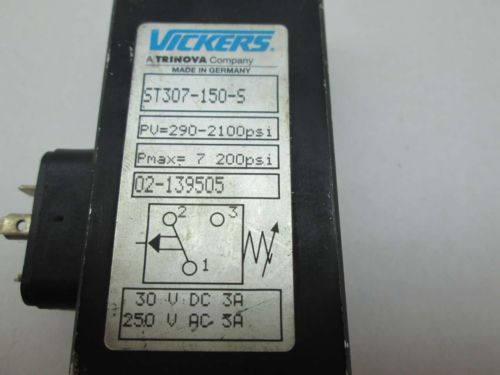 VICKERS®
A TRINOVA Company
MADE IN GERMANY
ST307-150-S
PV=290-2100psi
Pmax= 7 200psi
02-139505
2 3
1
30 V DC 3A
250 V AC 3A